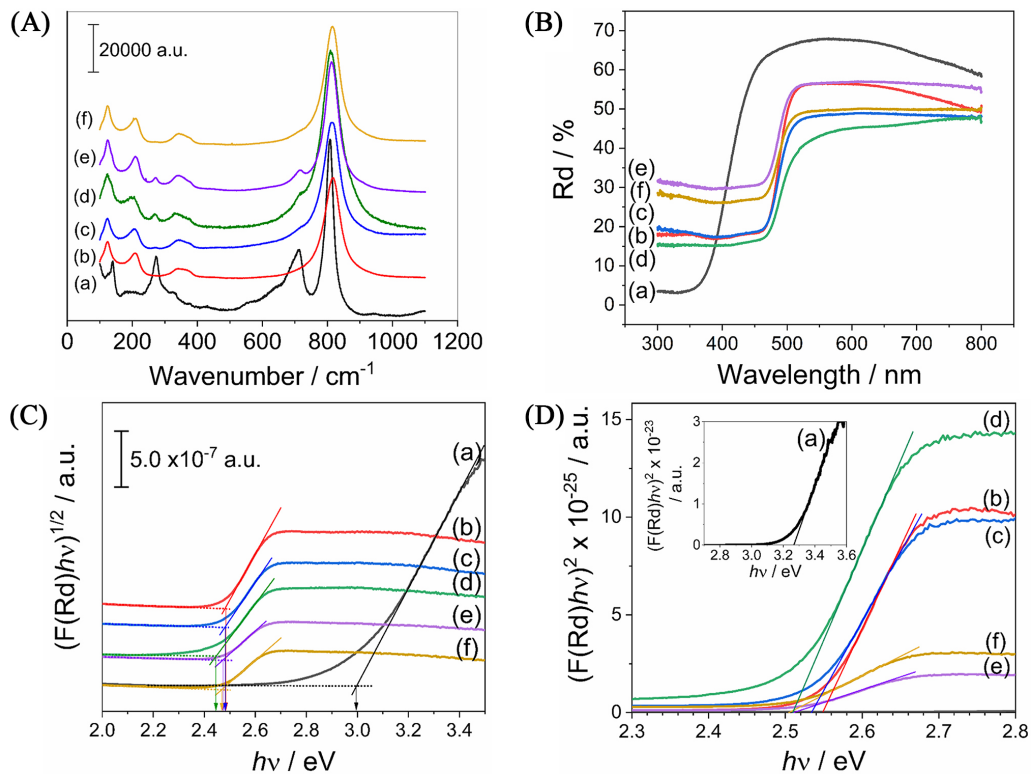 (A)
20000 a.u.
(f)
(e)
(d)
(c)
(b)
(a)
0 200 400 600 800 1000 1200
Wavenumber / cm-1
(B)
Rd / %
70
60
50
40
30
20
10
0
(e)
(f)
(c)
(b)
(d)
(a)
300 400 500 600 700 800
Wavelength / nm
(C)
(F(Rd)hν)1/2 / a.u.
5.0 x10-7 a.u.
(a)
(b)
(c)
(d)
(e)
(f)
2.0 2.2 2.4 2.6 2.8 3.0 3.2 3.4
hν / eV
(D)
(F(Rd)hν)2 x 10-25 / a.u.
15
10
5
0
(F(Rd)hν)2 x 10-23
/ a.u.
3
2
1
0
(a)
2.8 3.0 3.2 3.4 3.6
hν / eV
(d)
(b)
(c)
(f)
(e)
2.3 2.4 2.5 2.6 2.7 2.8
hν / eV